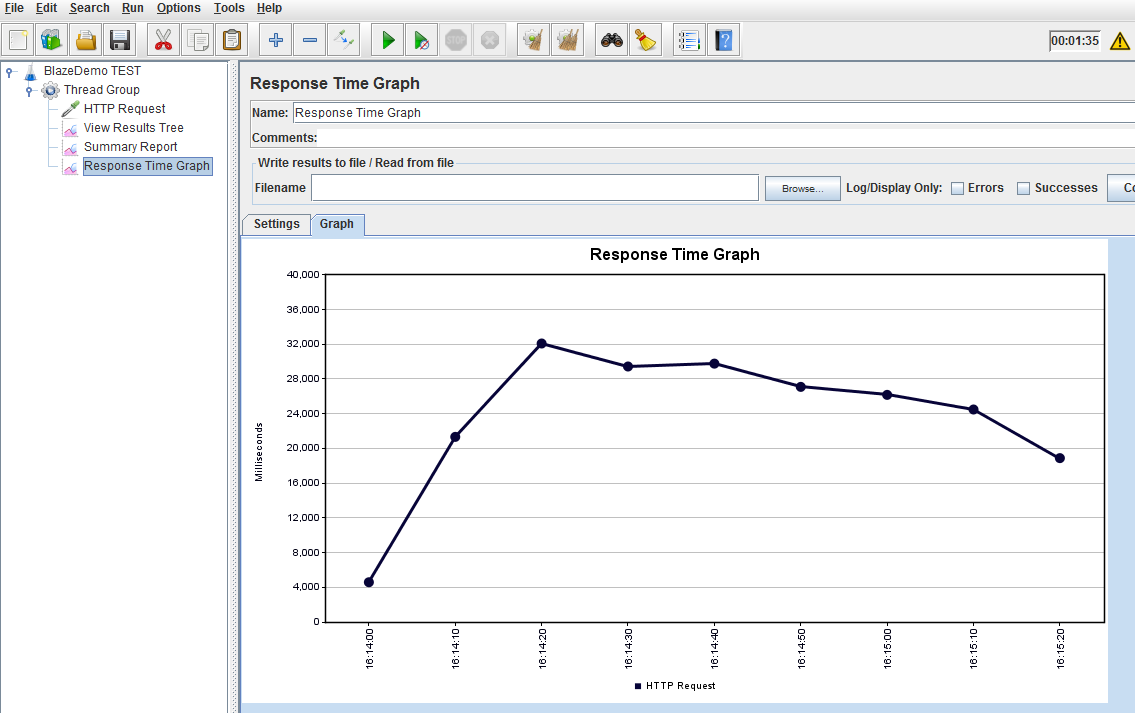 File Edit Search Run Options Tools Help
STOP
00:01:35
BlazeDemo TEST
Thread Group
HTTP Request
View Results Tree
Summary Report
Response Time Graph
Response Time Graph
Name: Response Time Graph
Comments:
Write results to file / Read from file
Filename Browse... Log/Display Only: Errors Successes Co
Settings Graph
Response Time Graph
40,000
36,000
32,000
28,000
24,000
20,000
16,000
12,000
8,000
4,000
0
Milliseconds
16:14:00 16:14:10 16:14:20 16:14:30 16:14:40 16:14:50 16:15:00 16:15:10 16:15:20
HTTP Request